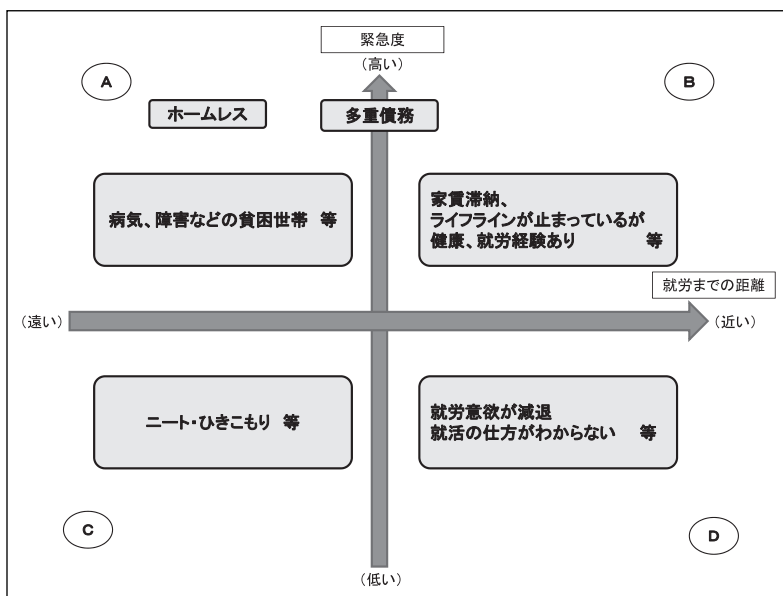 緊急度
(高い)
A
B
ホームレス
多重債務
病気、障害などの貧困世帯 等
家賃滞納、
ライフラインが止まっているが
健康、就労経験あり 等
就労までの距離
(遠い)
(近い)
ニート・ひきこもり 等
就労意欲が減退
就活の仕方がわからない 等
C
D
(低い)